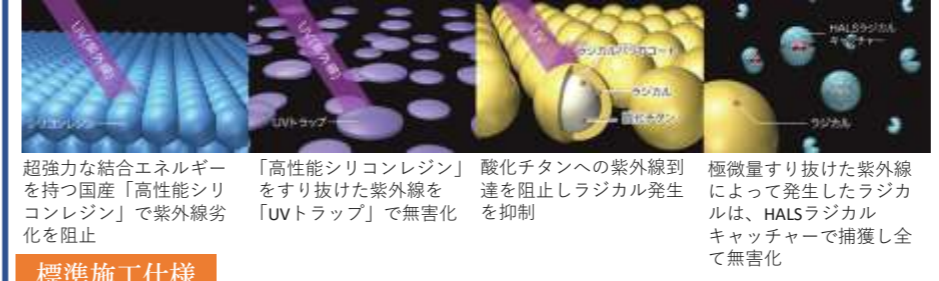 UV(紫外線)
シリコンレジン
UV(紫外線)
UVトラップ
UV
ラジカルバリアコート
ラジカル
酸化チタン
HALSラジカル
キャッチャー
ラジカル
超強力な結合エネルギー
を持つ国産「高性能シリ
コンレジン」で紫外線劣
化を阻止
「高性能シリコンレジン」
をすり抜けた紫外線を
「UVトラップ」で無害化
酸化チタンへの紫外線到
達を阻止しラジカル発生
を抑制
極微量すり抜けた紫外線
によって発生したラジカ
ルは、HALSラジカル
キャッチャーで捕獲し全
て無害化
標準施工仕様